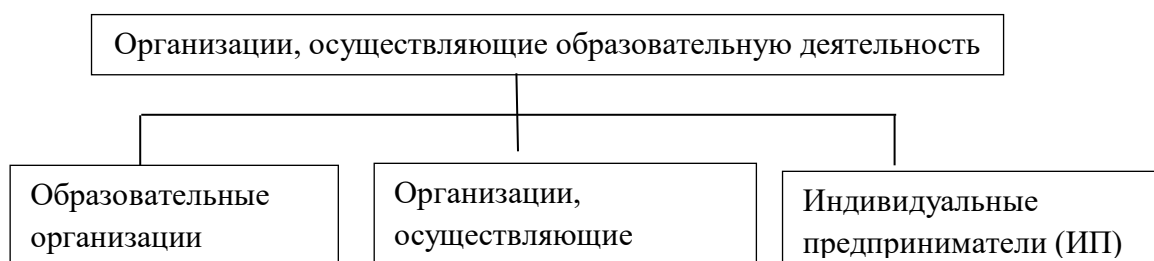 Организации, осуществляющие образовательную деятельность
Образовательные
организации
Организации,
осуществляющие
Индивидуальные
предприниматели (ИП)